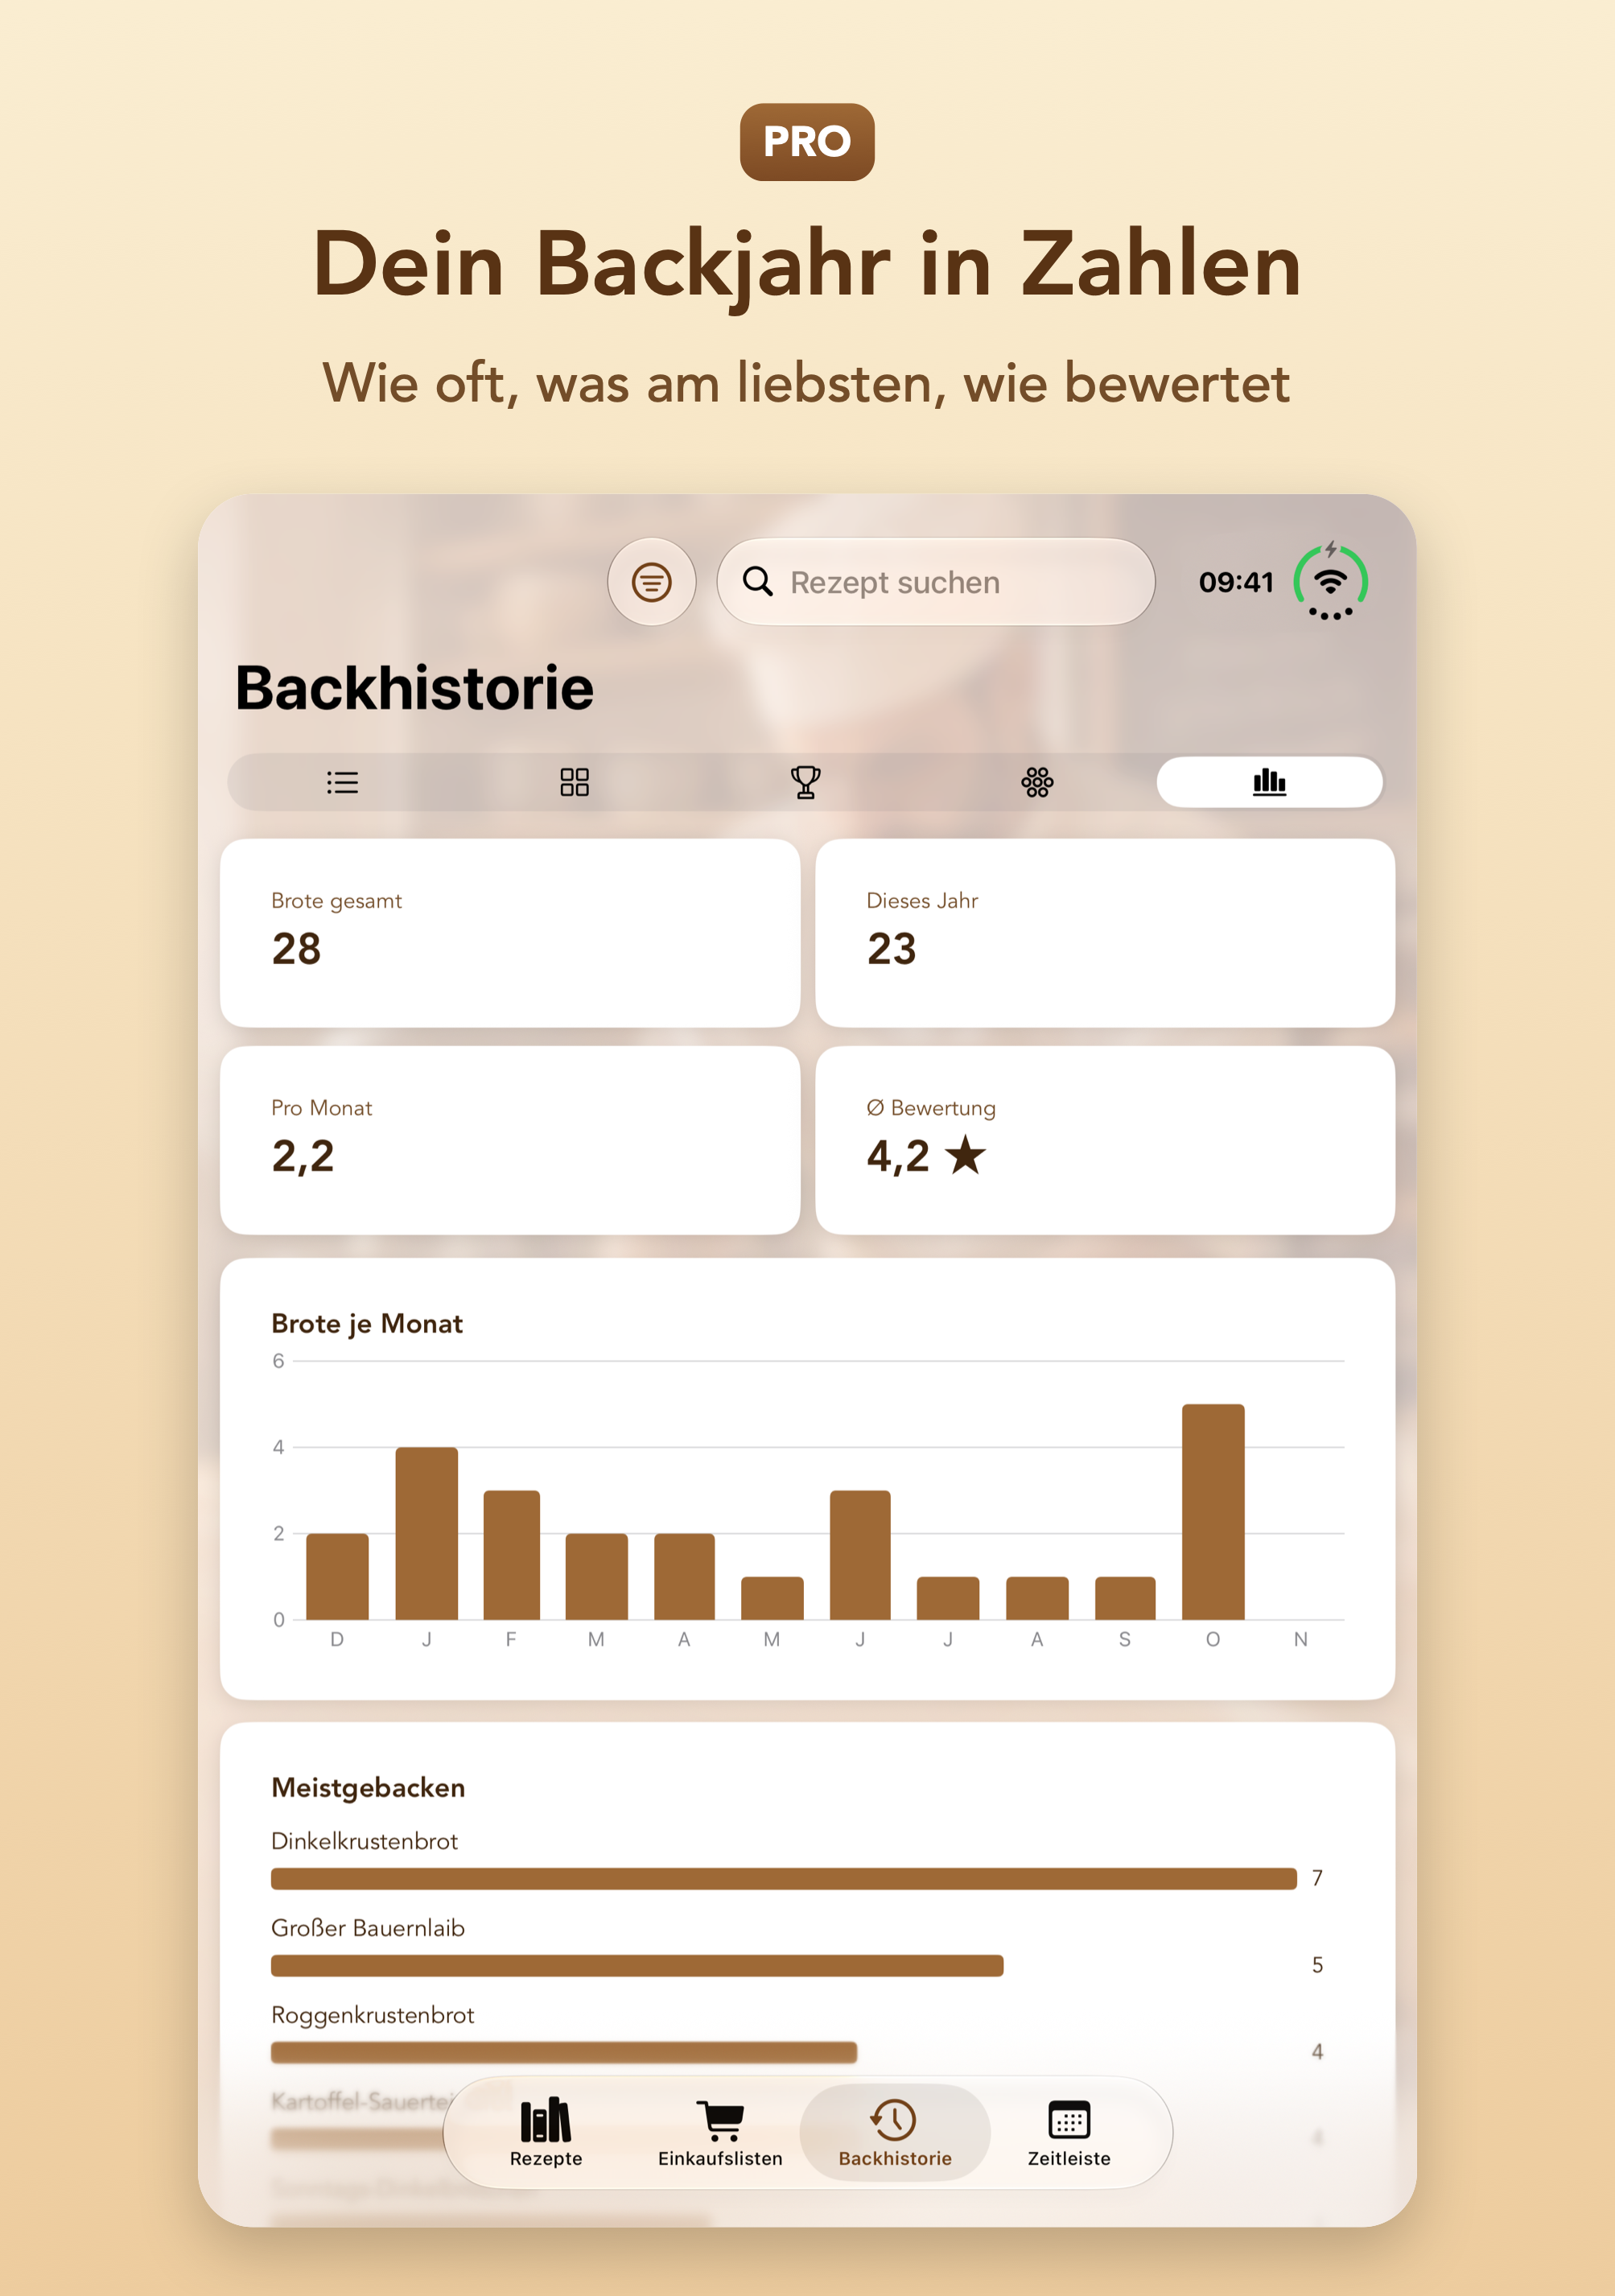 PRO
Dein Backjahr in Zahlen
Wie oft, was am liebsten, wie bewertet
Rezept suchen
09:41
Backhistorie
Brote gesamt
28
Dieses Jahr
23
Pro Monat
2,2
Ø Bewertung
4,2 ★
Brote je Monat
6
4
2
0
D J F M A M J J A S O N
Meistgebacken
Dinkelkrustenbrot
7
Großer Bauernlaib
5
Roggenkrustenbrot
4
4
Rezepte
Einkaufslisten
Backhistorie
Zeitleiste